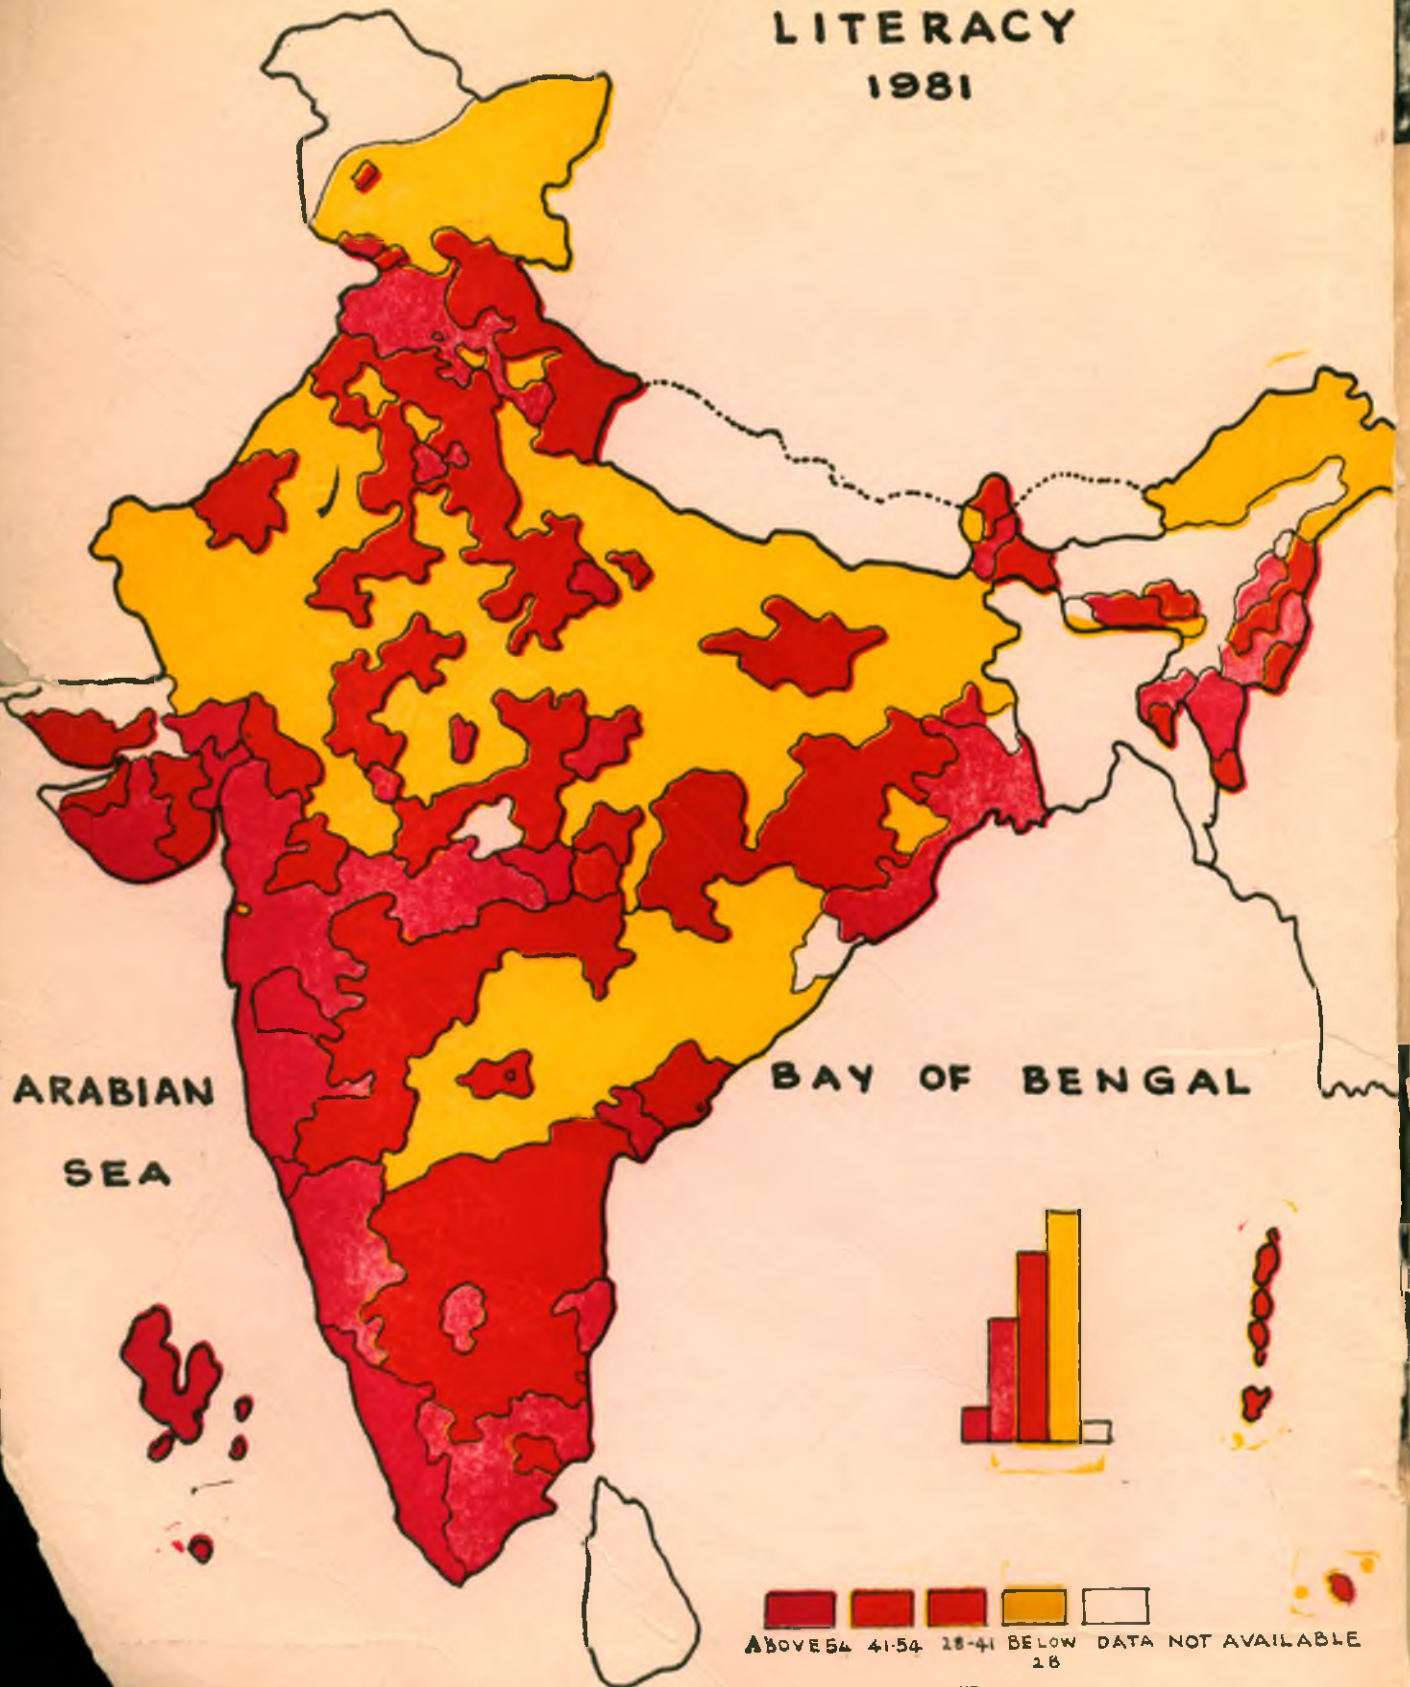 LITERACY
1981
ARABIAN
SEA
BAY OF BENGAL
ABOVE 54 41-54 28-41 BELOW 28 DATA NOT AVAILABLE